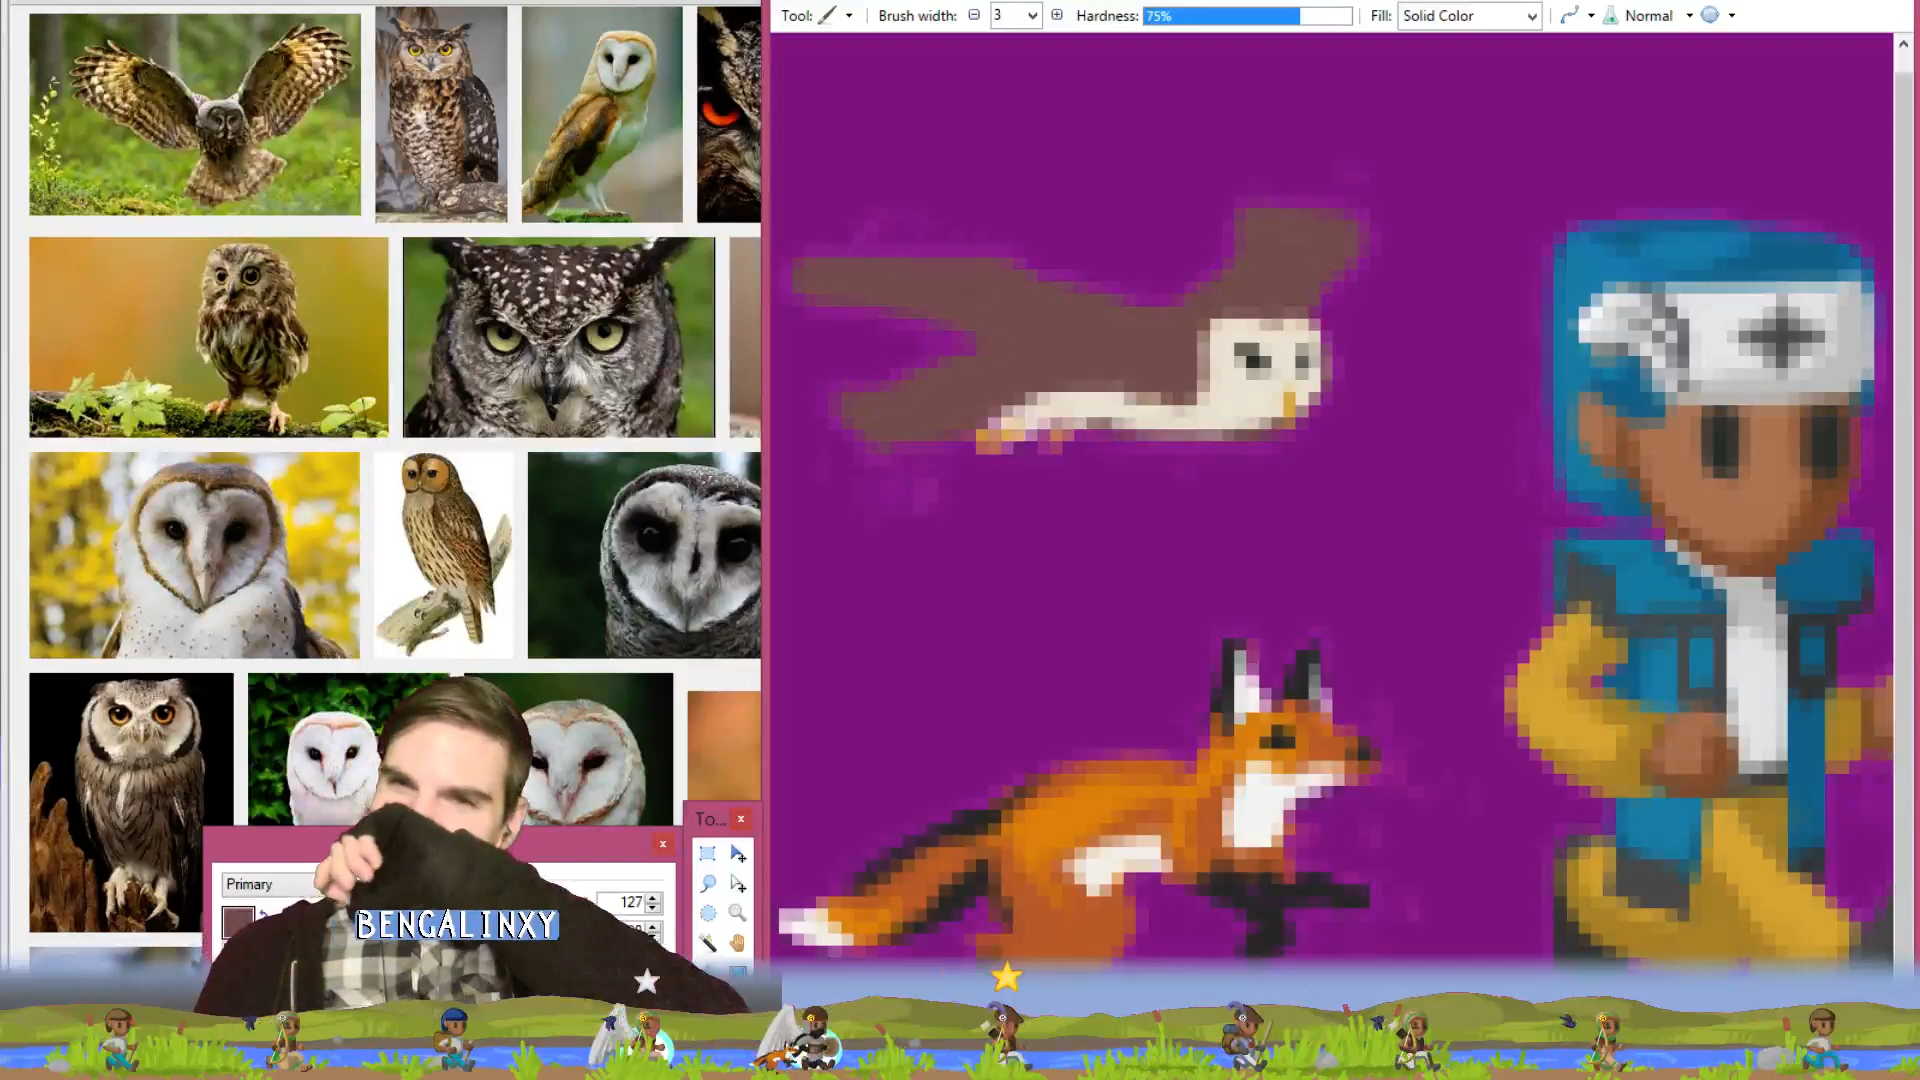 Tool:
Brush width: 3 Hardness: 75% Fill: Solid Color Normal
To...
Primary
127
BENGALINXY